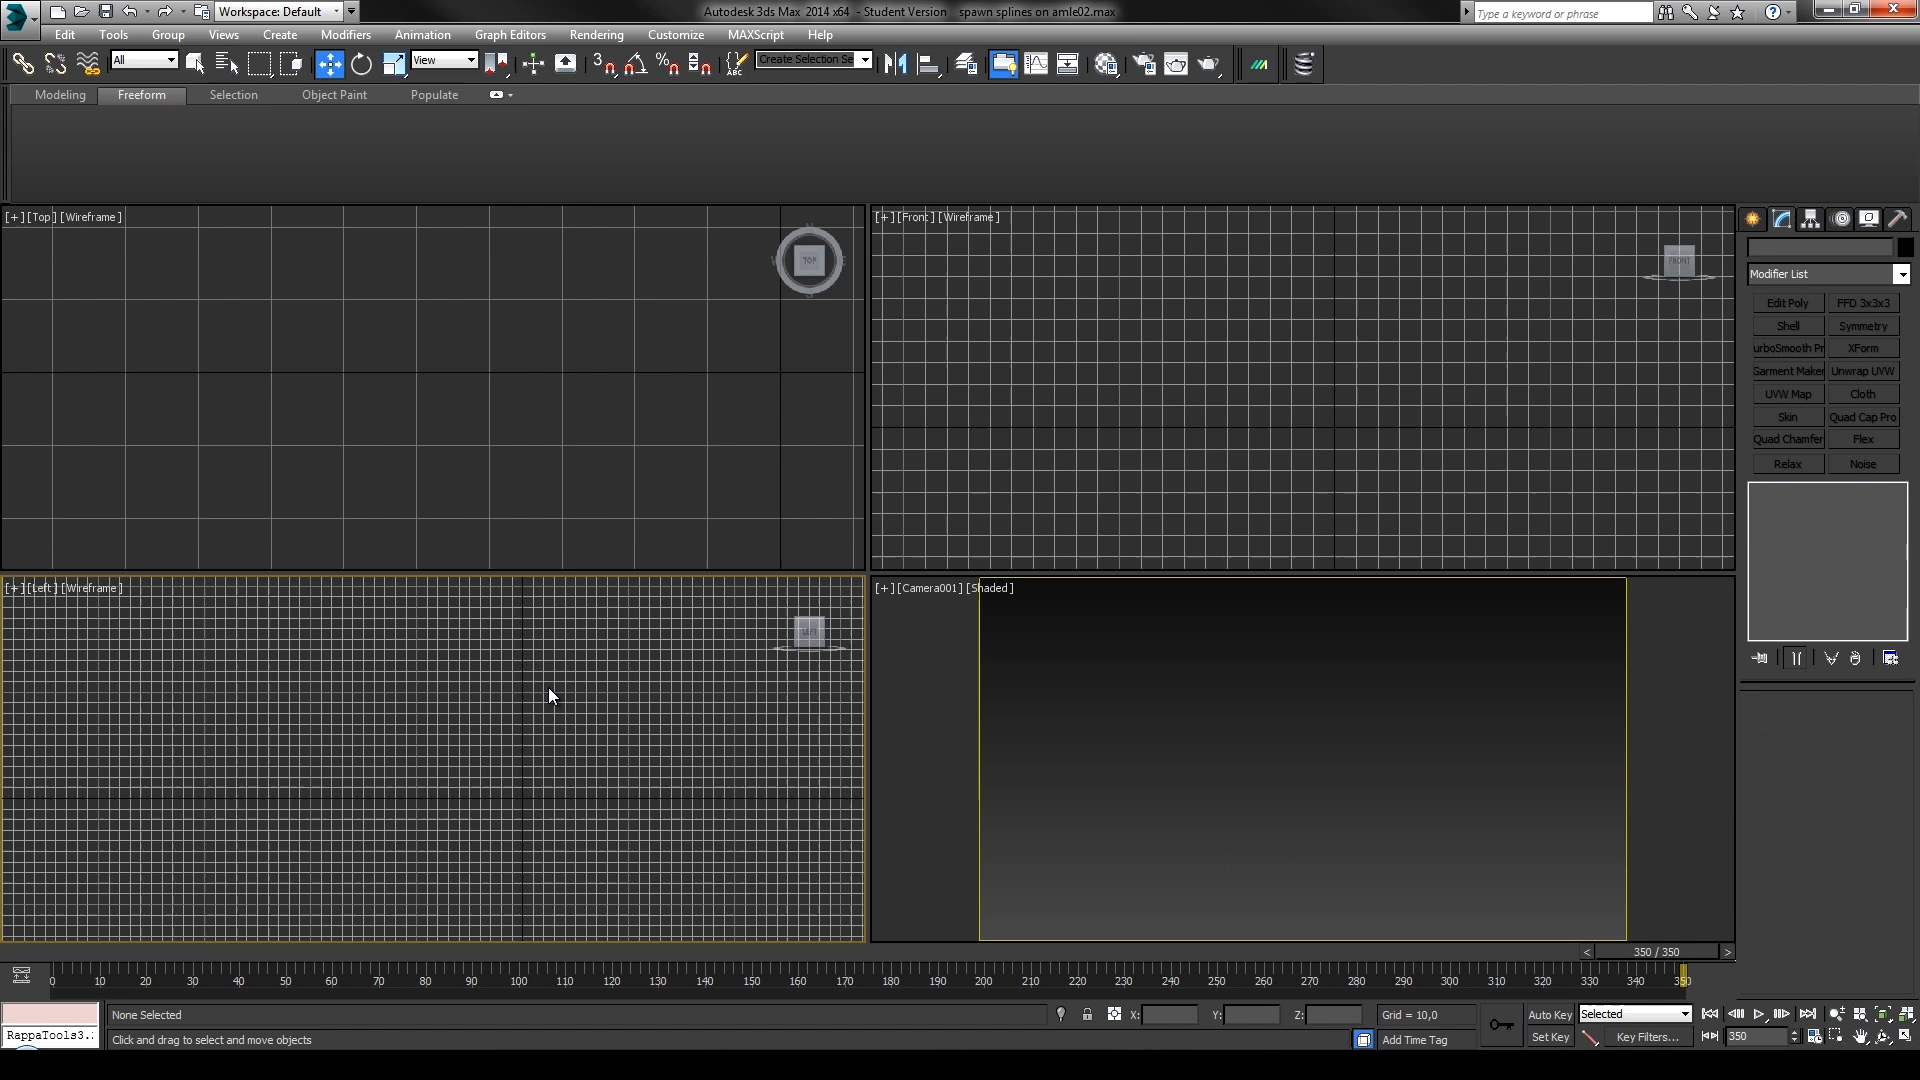 Workspace: Default
Autodesk 3ds Max 2014 x64 - Student Version spawn splines on amle02.max
Type a keyword or phrase
Edit Tools Group Views Create Modifiers Animation Graph Editors Rendering Customize MAXScript Help
All View Create Selection Se
Modeling Freeform Selection Object Paint Populate
[+][Top][Wireframe]
TOP
[+][Front][Wireframe]
FRONT
Modifier List
Edit Poly FFD 3x3x3
Shell Symmetry
urboSmooth Pr XForm
Garment Maker Unwrap UVW
UVW Map Cloth
Skin Quad Cap Pro
Quad Chamfer Flex
Relax Noise
[+][Left][Wireframe]
LEFT
[+][Camera001][Shaded]
< 350 / 350 >
0 10 20 30 40 50 60 70 80 90 100 110 120 130 140 150 160 170 180 190 200 210 220 230 240 250 260 270 280 290 300 310 320 330 340 350
None Selected X: Y: Z: Grid = 10,0 Auto Key Selected
RappaTools3.
Click and drag to select and move objects Add Time Tag Set Key Key Filters... 350